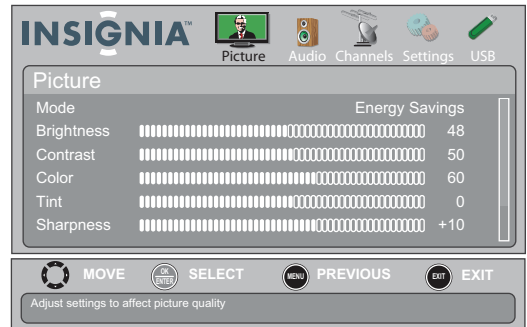 INSIGNIA™
Picture Audio Channels Settings USB
Picture
Mode Energy Savings
Brightness 48
Contrast 50
Color 60
Tint 0
Sharpness +10
MOVE OK ENTER SELECT MENU PREVIOUS EXIT EXIT
Adjust settings to affect picture quality